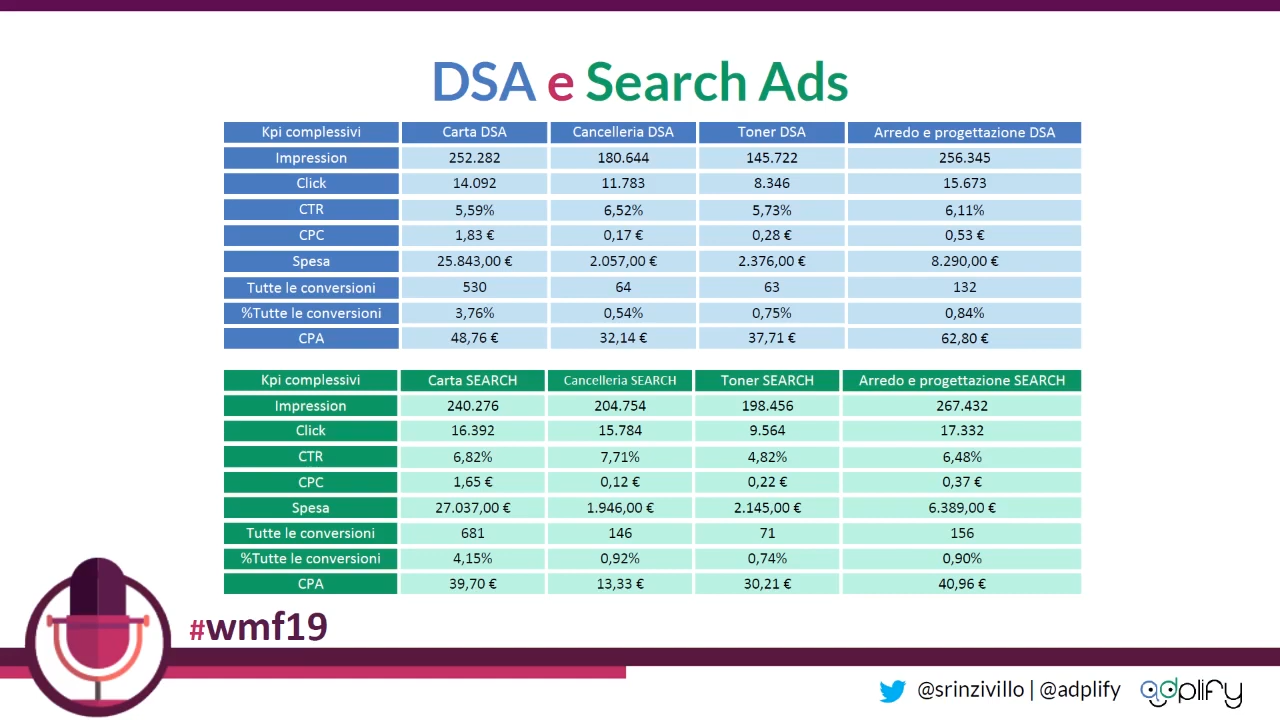 DSA e Search Ads
Kpi complessivi Carta DSA Cancelleria DSA Toner DSA Arredo e progettazione DSA
Impression 252.282 180.644 145.722 256.345
Click 14.092 11.783 8.346 15.673
CTR 5,59% 6,52% 5,73% 6,11%
CPC 1,83 € 0,17 € 0,28 € 0,53 €
Spesa 25.843,00 € 2.057,00 € 2.376,00 € 8.290,00 €
Tutte le conversioni 530 64 63 132
%Tutte le conversioni 3,76% 0,54% 0,75% 0,84%
CPA 48,76 € 32,14 € 37,71 € 62,80 €
Kpi complessivi Carta SEARCH Cancelleria SEARCH Toner SEARCH Arredo e progettazione SEARCH
Impression 240.276 204.754 198.456 267.432
Click 16.392 15.784 9.564 17.332
CTR 6,82% 7,71% 4,82% 6,48%
CPC 1,65 € 0,12 € 0,22 € 0,37 €
Spesa 27.037,00 € 1.946,00 € 2.145,00 € 6.389,00 €
Tutte le conversioni 681 146 71 156
%Tutte le conversioni 4,15% 0,92% 0,74% 0,90%
CPA 39,70 € 13,33 € 30,21 € 40,96 €
#wmf19
@srinzivillo | @adplify adplify